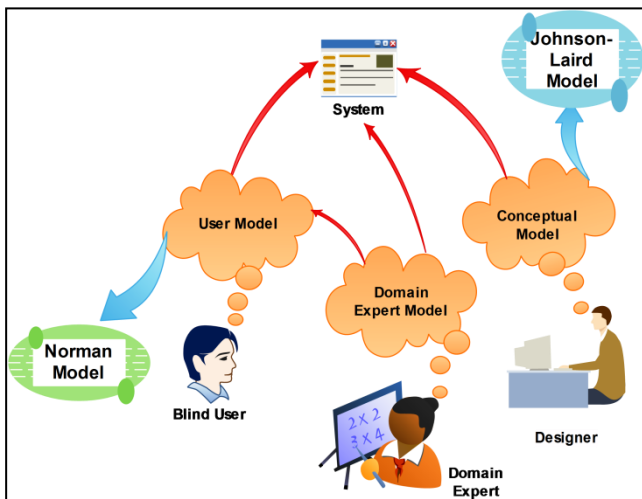 Johnson-
Laird
Model
System
User Model
Conceptual
Model
Domain
Expert Model
Norman
Model
Blind User
2 x 2
3 x 4
Designer
Domain
Expert